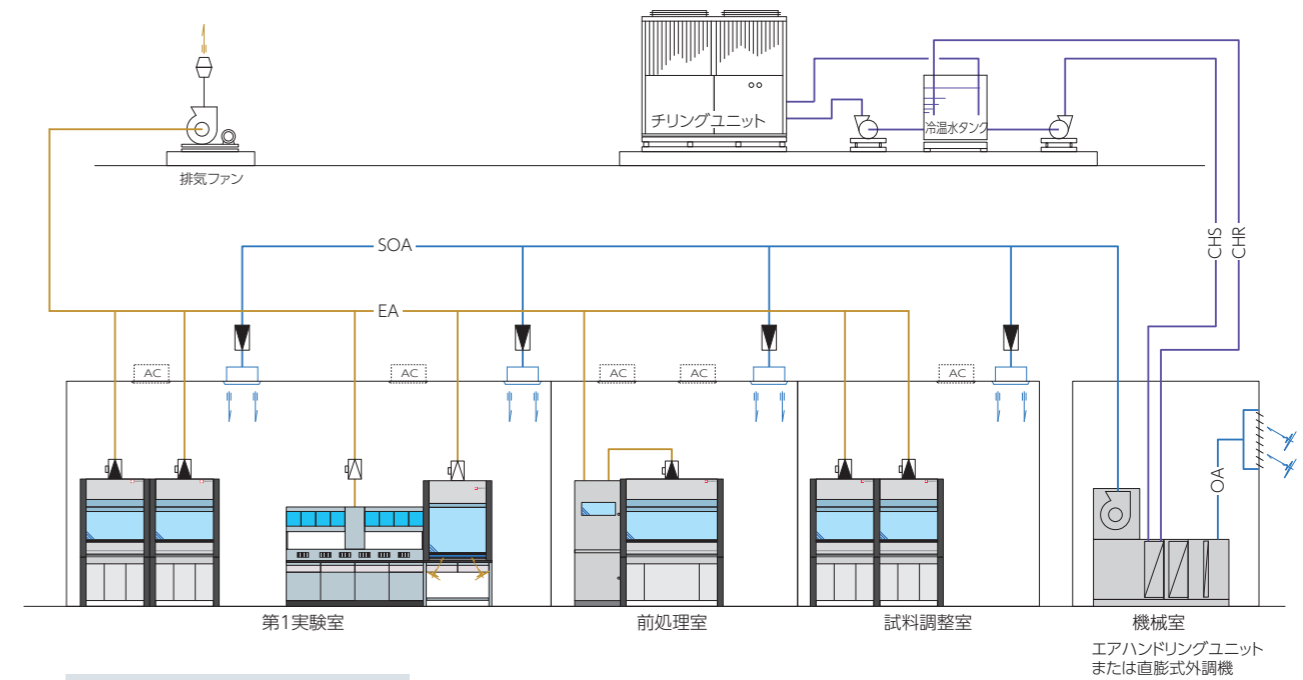 チリングユニット
冷温水タンク
排気ファン
SOA
CHS
CHR
EA
AC
AC
AC
AC
AC
OA
第1実験室
前処理室
試料調整室
機械室
エアハンドリングユニット
または直膨式外調機